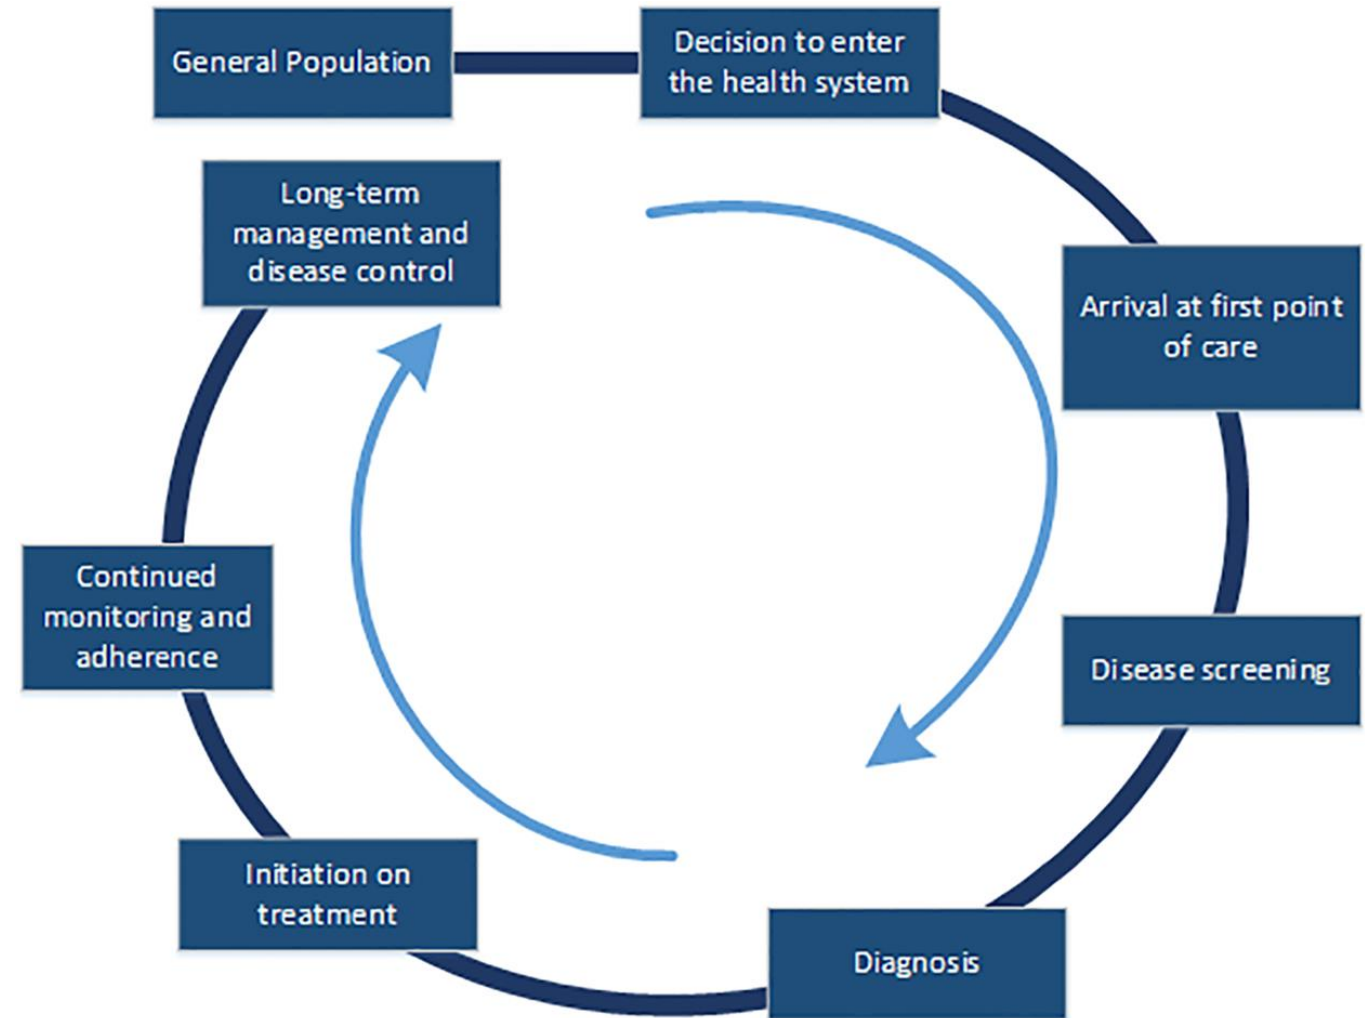 General Population
Decision to enter
the health system
Arrival at first point
of care
Disease screening
Diagnosis
Initiation on
treatment
Continued
monitoring and
adherence
Long-term
management and
disease control